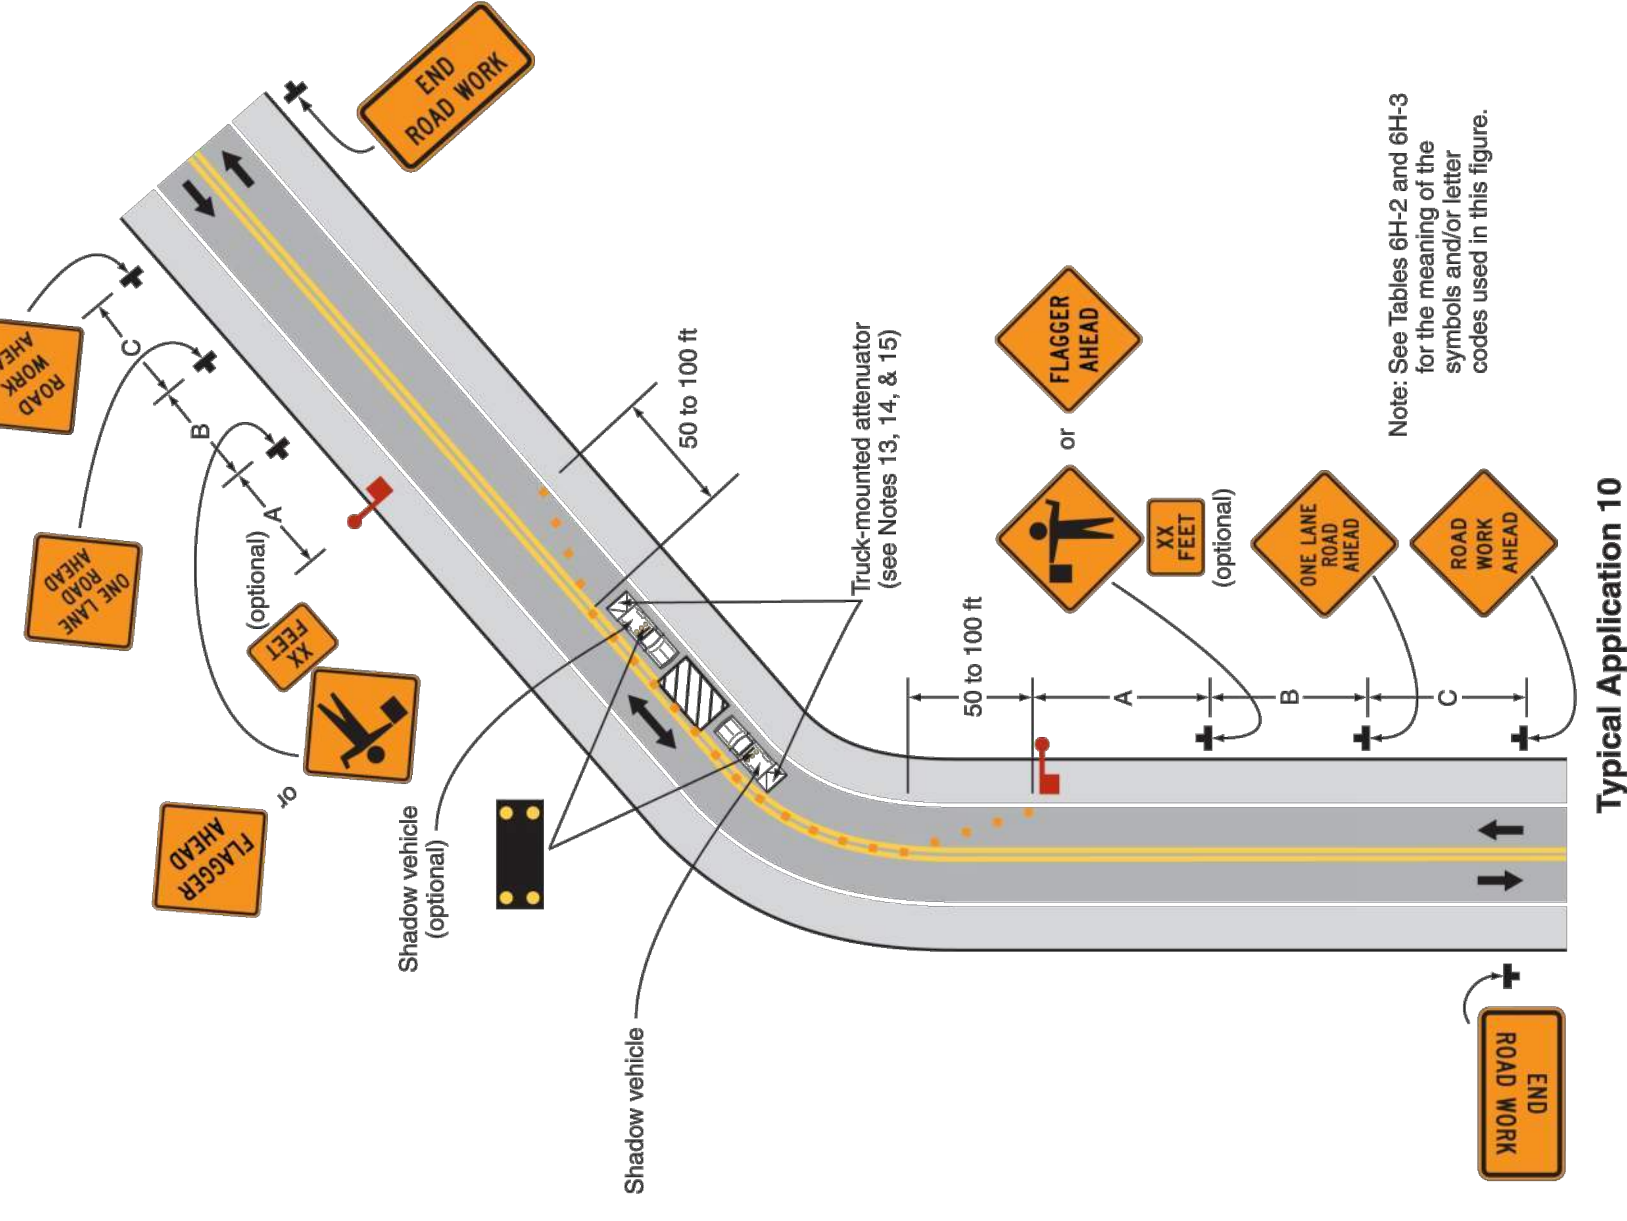 ROAD
WORK
AHEA
C
ONE LANE
ROAD
AHEAD
B
A
(optional)
XX
FEET
or
FLAGGER
AHEAD
END
ROAD WORK
50 to 100 ft
Shadow vehicle
(optional)
Shadow vehicle
Truck-mounted attenuator
(see Notes 13, 14, & 15)
50 to 100 ft
A
B
C
FLAGGER
AHEAD
or
XX
FEET
(optional)
ONE LANE
ROAD
AHEAD
ROAD
WORK
AHEAD
END
ROAD WORK
Note: See Tables 6H-2 and 6H-3
for the meaning of the
symbols and/or letter
codes used in this figure.
Typical Application 10